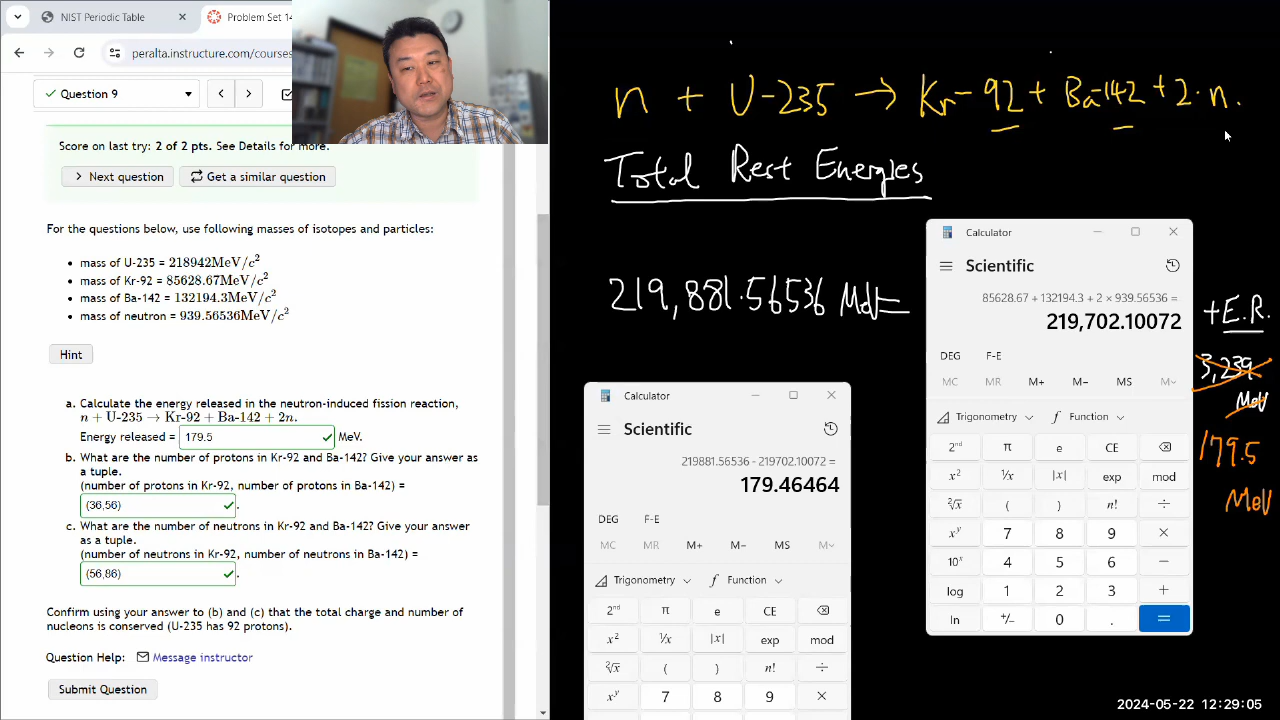 NIST Periodic Table
Problem Set 14
peralta.instructure.com/courses
Question 9
Score on last try: 2 of 2 pts. See Details for more.
Next question
Get a similar question
For the questions below, use following masses of isotopes and particles:
• mass of U-235 = 218942MeV/c²
• mass of Kr-92 = 85628.67MeV/c²
• mass of Ba-142 = 132194.3MeV/c²
• mass of neutron = 939.56536MeV/c²
Hint
a. Calculate the energy released in the neutron-induced fission reaction,
n + U-235 → Kr-92 + Ba-142 + 2n.
Energy released = 179.5 MeV.
b. What are the number of protons in Kr-92 and Ba-142? Give your answer as
a tuple.
(number of protons in Kr-92, number of protons in Ba-142) =
(36,56) .
c. What are the number of neutrons in Kr-92 and Ba-142? Give your answer
as a tuple.
(number of neutrons in Kr-92, number of neutrons in Ba-142) =
(56,86) .
Confirm using your answer to (b) and (c) that the total charge and number of
nucleons is conserved (U-235 has 92 protons).
Question Help: Message instructor
Submit Question
n + U-235 → Kr-92 + Ba-142 + 2·n.
Total Rest Energies
219,881.56536 MeV =
+ E.R.
3,239
MeV
179.5
MeV
Calculator
Scientific
85628.67 + 132194.3 + 2 × 939.56536 =
219,702.10072
DEG F-E
MC MR M+ M− MS M˅
Trigonometry Function
2ⁿᵈ π e CE
x² ¹/x |x| exp mod
²√x ( ) n! ÷
xʸ 7 8 9 ×
10ˣ 4 5 6 −
log 1 2 3 +
ln +/− 0 . =
Calculator
Scientific
219881.56536 - 219702.10072 =
179.46464
DEG F-E
MC MR M+ M− MS M˅
Trigonometry Function
2ⁿᵈ π e CE
x² ¹/x |x| exp mod
²√x ( ) n! ÷
xʸ 7 8 9 ×
2024-05-22 12:29:05